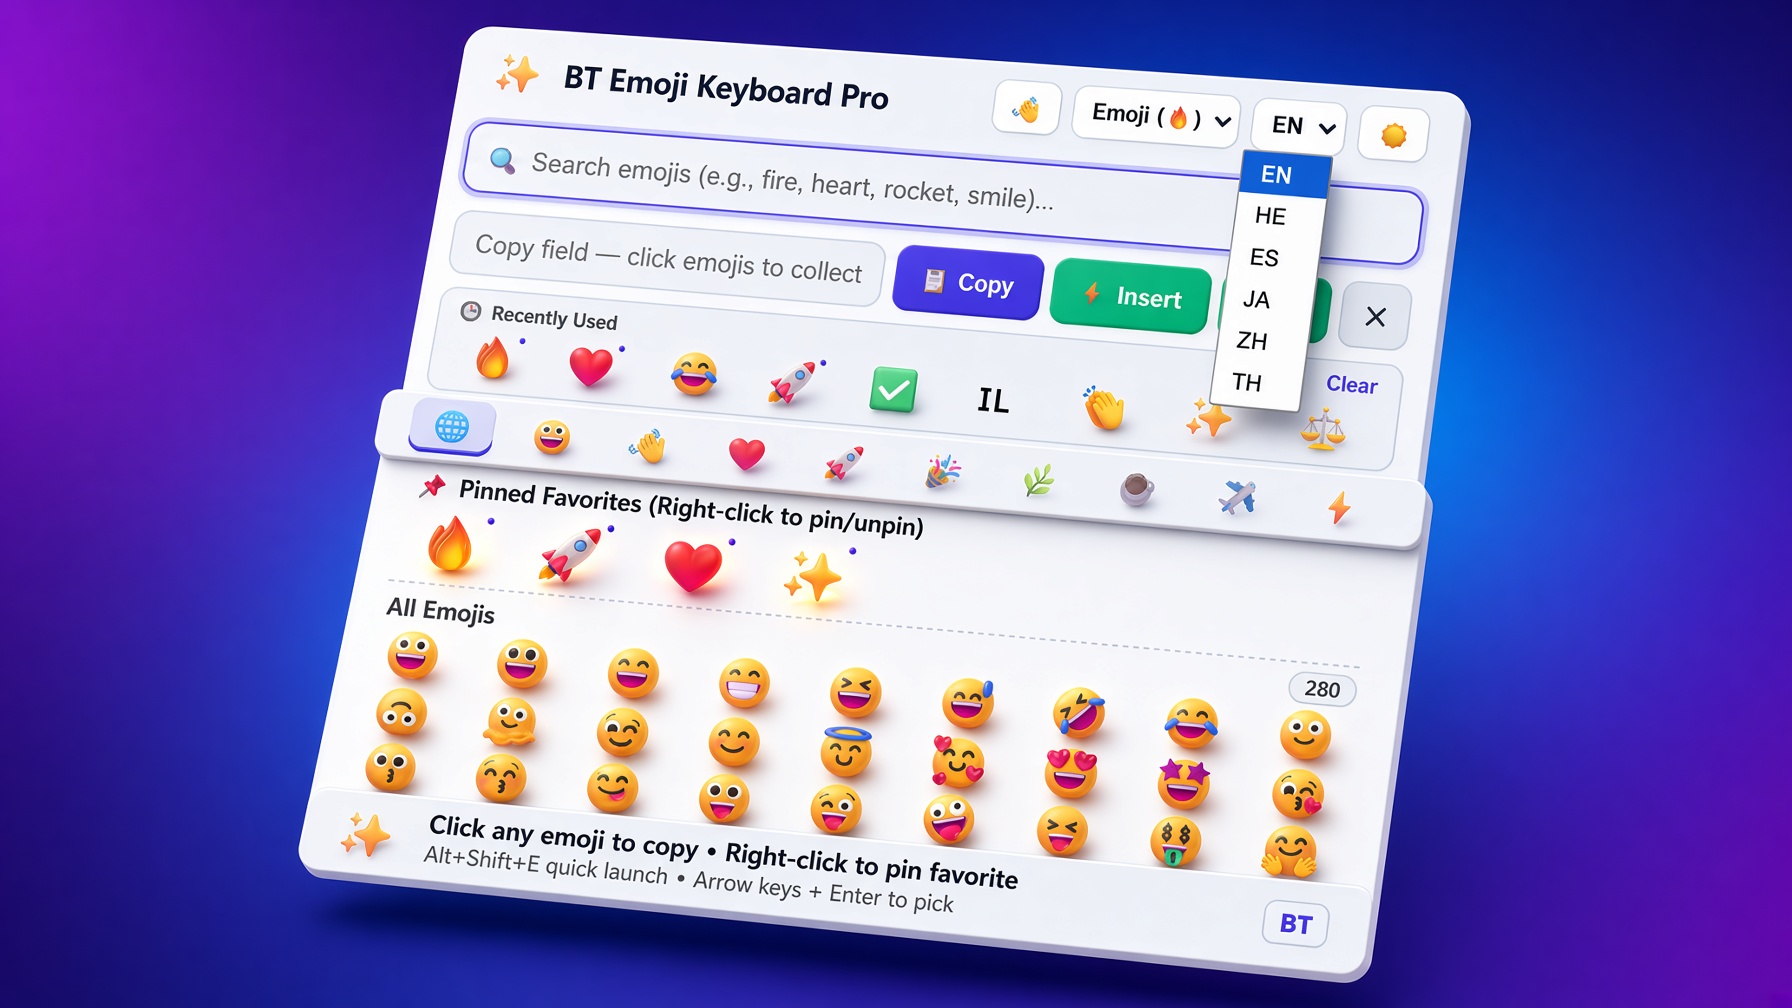 BT Emoji Keyboard Pro
Emoji (🔥)
EN
Search emojis (e.g., fire, heart, rocket, smile)...
EN
HE
ES
JA
ZH
TH
Copy field — click emojis to collect
Copy
Insert
Recently Used
Clear
IL
Pinned Favorites (Right-click to pin/unpin)
All Emojis
280
Click any emoji to copy • Right-click to pin favorite
Alt+Shift+E quick launch • Arrow keys + Enter to pick
BT